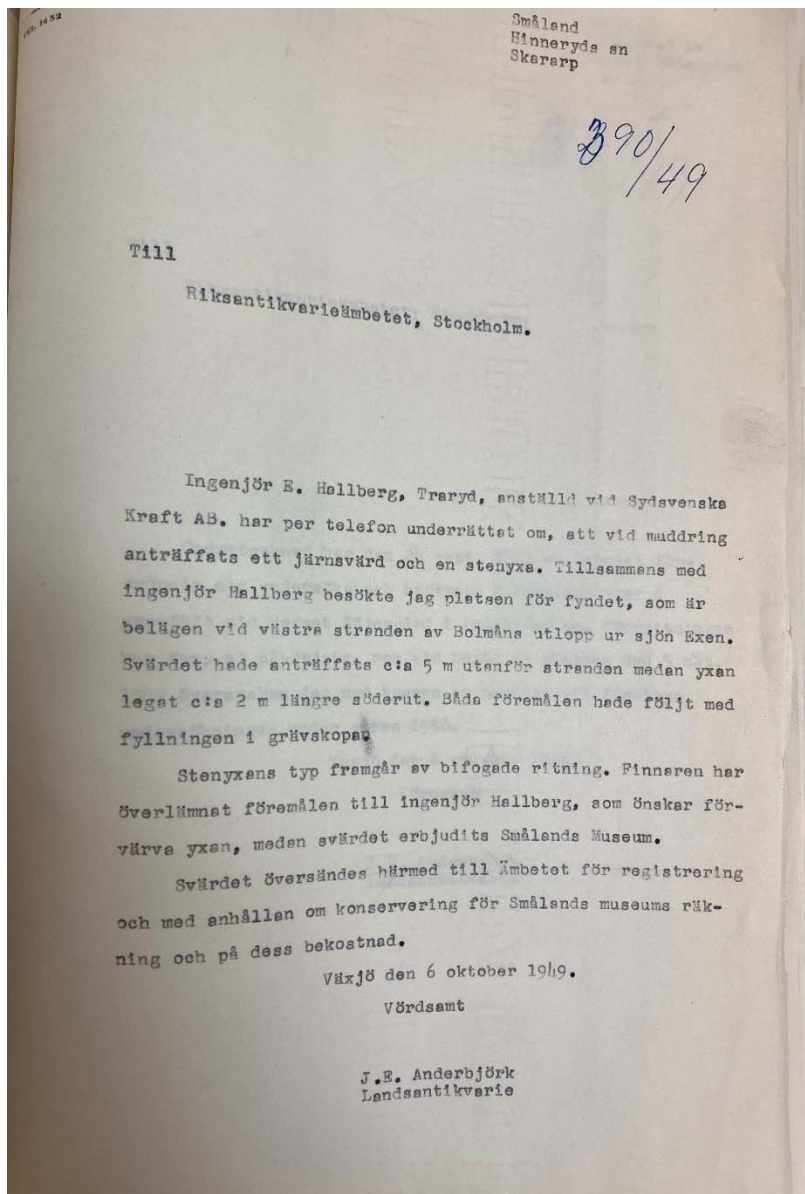 Småland
Hinneryds sn
Skararp
390/49
Till
Riksantikvarieämbetet, Stockholm.
Ingenjör E. Hallberg, Traryd, anställd vid Sydsvenska
Kraft AB. har per telefon underrättat om, att vid muddring
anträffats ett järnsvärd och en stenyxa. Tillsammans med
ingenjör Hallberg besökte jag platsen för fyndet, som är
belägen vid västra stranden av Bolmåns utlopp ur sjön Exen.
Svärdet hade anträffats c:a 5 m utanför stranden medan yxan
legat c:a 2 m längre söderut. Båda föremålen hade följt med
fyllningen i grävskopan
Stenyxans typ framgår av bifogade ritning. Finnaren har
överlämnat föremålen till ingenjör Hallberg, som önskar för-
värva yxan, medan svärdet erbjudits Smålands Museum.
Svärdet översändes härmed till Ämbetet för registrering
och med anhållan om konservering för Smålands museums räk-
ning och på dess bekostnad.
Växjö den 6 oktober 1949.
Vördsamt
J.E. Anderbjörk
Landsantikvarie